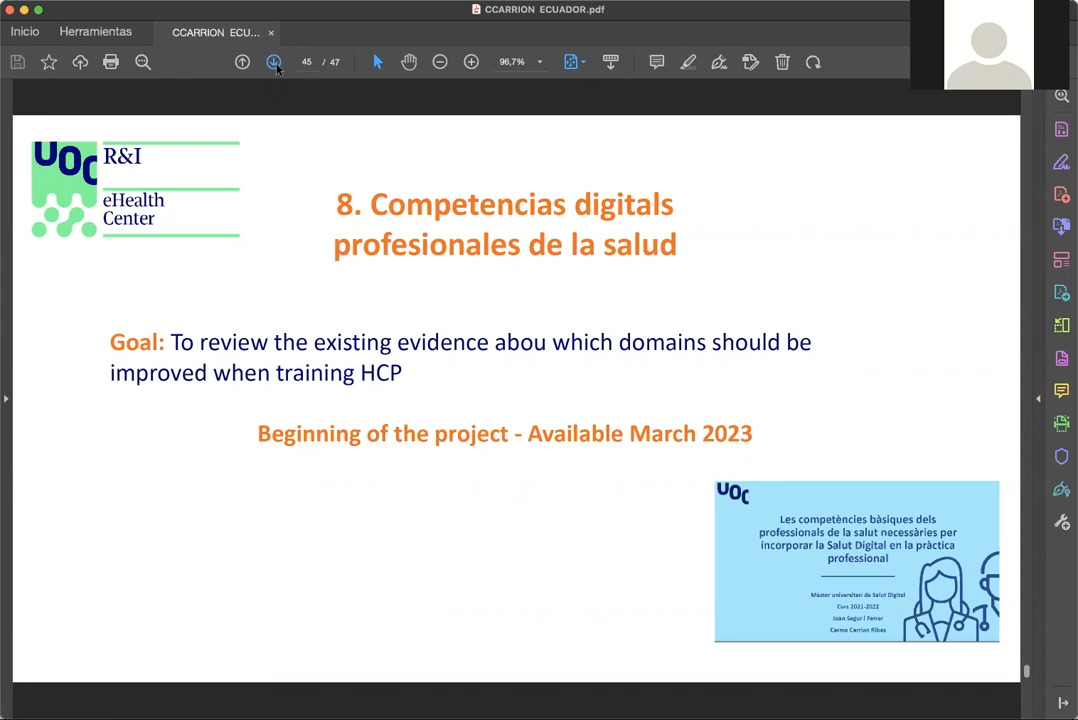 CCARRION ECUADOR.pdf
Inicio
Herramientas
CCARRION ECU...
45 / 47
96,7%
UOC
R&I
eHealth
Center
8. Competencias digitals
profesionales de la salud
Goal: To review the existing evidence abou which domains should be
improved when training HCP
Beginning of the project - Available March 2023
UOC
Les competències bàsiques dels
professionals de la salut necessàries per
incorporar la Salut Digital en la pràctica
professional
Màster universitari de Salut Digital
Curs 2021-2022
Joan Segur i Ferrer
Carme Carrion Ribas